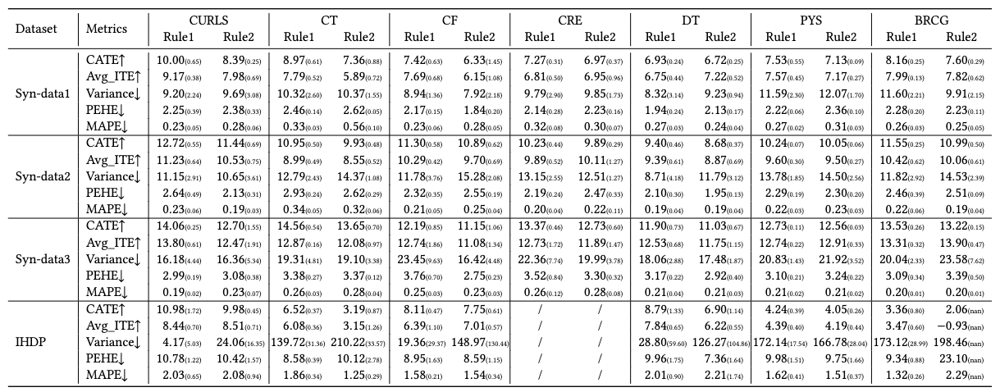 Dataset Metrics CURLS CT CF CRE DT PYS BRCG
Rule1 Rule2 Rule1 Rule2 Rule1 Rule2 Rule1 Rule2 Rule1 Rule2 Rule1 Rule2 Rule1 Rule2
Syn-data1
CATE↑ 10.00(0.65) 8.39(0.25) 8.97(0.61) 7.36(0.88) 7.42(0.63) 6.33(1.45) 7.27(0.31) 6.97(0.37) 6.93(0.24) 6.72(0.25) 7.53(0.55) 7.13(0.09) 8.16(0.25) 7.60(0.29)
Avg_ITE↑ 9.17(0.38) 7.98(0.69) 7.79(0.52) 5.89(0.72) 7.69(0.68) 6.15(1.08) 6.81(0.50) 6.95(0.96) 6.75(0.44) 7.22(0.52) 7.57(0.45) 7.17(0.27) 7.99(0.13) 7.82(0.62)
Variance↓ 9.20(2.24) 9.69(3.08) 10.32(2.60) 10.37(1.55) 8.94(1.36) 7.92(2.18) 9.79(2.90) 9.85(1.73) 8.32(3.14) 9.23(0.94) 11.59(2.30) 12.07(1.70) 11.60(2.21) 9.91(2.15)
PEHE↓ 2.25(0.39) 2.38(0.33) 2.46(0.14) 2.62(0.05) 2.17(0.15) 1.84(0.20) 2.14(0.28) 2.23(0.16) 1.94(0.24) 2.13(0.17) 2.22(0.06) 2.36(0.10) 2.28(0.20) 2.23(0.11)
MAPE↓ 0.23(0.05) 0.28(0.06) 0.33(0.03) 0.56(0.10) 0.23(0.06) 0.28(0.05) 0.32(0.08) 0.30(0.07) 0.27(0.03) 0.24(0.04) 0.27(0.02) 0.31(0.03) 0.26(0.03) 0.25(0.05)
Syn-data2
CATE↑ 12.72(0.55) 11.44(0.69) 10.95(0.50) 9.93(0.48) 11.30(0.58) 10.89(0.62) 10.23(0.44) 9.89(0.29) 9.40(0.46) 8.68(0.37) 10.24(0.07) 10.05(0.06) 11.55(0.25) 10.99(0.50)
Avg_ITE↑ 11.23(0.64) 10.53(0.75) 8.99(0.49) 8.55(0.52) 10.29(0.42) 9.70(0.69) 9.89(0.52) 10.11(1.27) 9.39(0.61) 8.87(0.69) 9.60(0.30) 9.50(0.27) 10.42(0.62) 10.06(0.61)
Variance↓ 11.15(2.91) 10.65(3.61) 12.79(2.43) 14.37(1.08) 11.78(3.76) 15.28(2.08) 13.15(2.55) 12.51(1.27) 8.71(4.18) 11.79(3.12) 13.78(1.85) 14.50(2.56) 11.82(2.92) 14.53(2.39)
PEHE↓ 2.64(0.49) 2.13(0.31) 2.93(0.24) 2.62(0.29) 2.32(0.35) 2.55(0.19) 2.19(0.24) 2.47(0.33) 2.10(0.30) 1.95(0.13) 2.29(0.19) 2.30(0.20) 2.46(0.39) 2.51(0.09)
MAPE↓ 0.23(0.06) 0.19(0.03) 0.34(0.05) 0.32(0.06) 0.21(0.05) 0.25(0.04) 0.20(0.04) 0.22(0.11) 0.19(0.04) 0.19(0.04) 0.22(0.03) 0.23(0.03) 0.22(0.06) 0.19(0.04)
Syn-data3
CATE↑ 14.06(0.25) 12.70(1.55) 14.56(0.54) 13.65(0.70) 12.19(0.85) 11.15(1.06) 13.37(0.46) 12.73(0.60) 11.90(0.73) 11.03(0.67) 12.73(0.11) 12.56(0.03) 13.53(0.26) 13.22(0.15)
Avg_ITE↑ 13.80(0.61) 12.47(1.91) 12.87(0.16) 12.08(0.97) 12.74(1.86) 11.08(1.34) 12.73(1.72) 11.89(1.47) 12.53(0.68) 11.75(1.15) 12.74(0.22) 12.91(0.33) 13.31(0.32) 13.90(0.47)
Variance↓ 16.18(4.44) 16.36(5.34) 19.31(4.81) 19.10(3.38) 23.45(9.63) 16.42(4.48) 22.36(7.74) 19.99(3.78) 18.06(2.88) 17.48(1.87) 20.83(1.43) 21.92(3.52) 20.04(2.33) 23.58(7.62)
PEHE↓ 2.99(0.19) 3.08(0.38) 3.38(0.27) 3.37(0.12) 3.76(0.70) 2.75(0.23) 3.52(0.84) 3.30(0.32) 3.17(0.22) 2.92(0.40) 3.10(0.21) 3.24(0.22) 3.09(0.34) 3.39(0.50)
MAPE↓ 0.19(0.02) 0.23(0.07) 0.26(0.03) 0.28(0.04) 0.25(0.03) 0.23(0.03) 0.26(0.12) 0.28(0.08) 0.21(0.04) 0.21(0.03) 0.21(0.02) 0.21(0.02) 0.20(0.01) 0.20(0.01)
IHDP
CATE↑ 10.98(1.72) 9.98(0.45) 6.52(0.37) 3.19(0.87) 8.11(0.47) 7.75(0.61) / / 8.79(1.33) 6.90(1.14) 4.24(0.39) 4.05(0.26) 3.36(0.80) 2.06(nan)
Avg_ITE↑ 8.44(0.70) 8.51(0.71) 6.08(0.36) 3.15(1.26) 6.39(1.10) 7.01(0.57) / / 7.84(0.65) 6.22(0.55) 4.39(0.40) 4.19(0.44) 3.47(0.60) −0.93(nan)
Variance↓ 4.17(5.03) 24.06(16.35) 139.72(31.36) 210.22(33.57) 19.36(29.37) 148.97(130.44) / / 28.80(59.60) 126.27(104.86) 172.14(17.54) 166.78(28.04) 173.12(28.99) 198.46(nan)
PEHE↓ 10.78(1.22) 10.42(1.57) 8.58(0.39) 10.12(2.78) 8.95(1.63) 8.59(1.15) / / 9.96(1.75) 7.36(1.64) 9.98(1.51) 9.75(1.66) 9.34(0.88) 23.10(nan)
MAPE↓ 2.03(0.65) 2.08(0.94) 1.86(0.34) 1.25(0.29) 1.58(0.21) 1.54(0.34) / / 2.01(0.90) 2.21(1.74) 1.62(0.41) 1.51(0.37) 1.32(0.26) 2.29(nan)